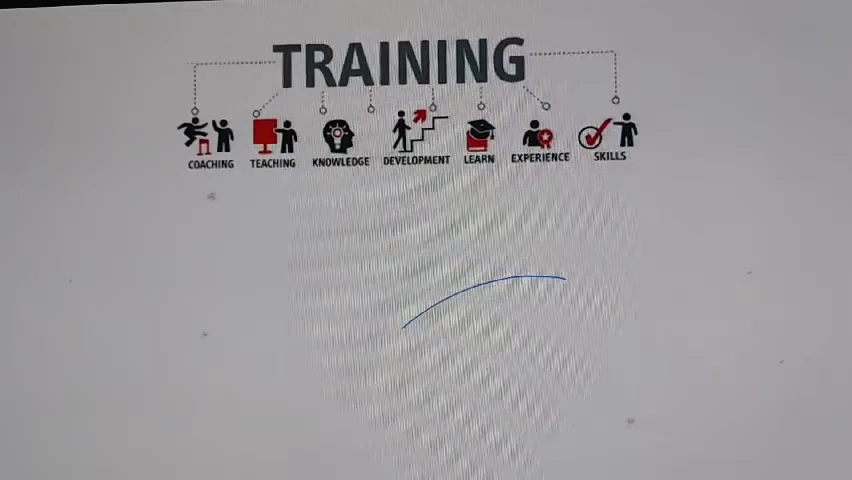 TRAINING
COACHING TEACHING KNOWLEDGE DEVELOPMENT LEARN EXPERIENCE SKILLS